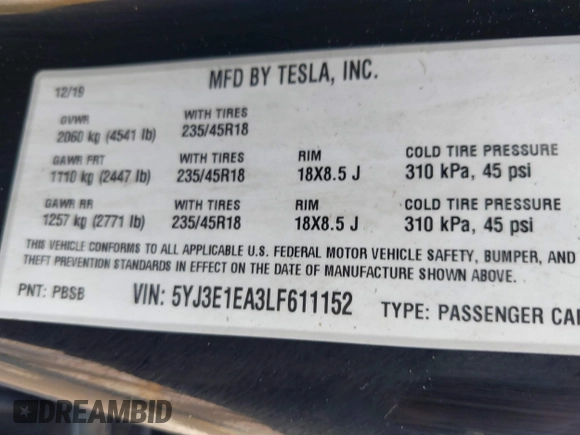 MFD BY TESLA, INC.
12/19
GVWR WITH TIRES
2060 kg (4541 lb) 235/45R18
GAWR FRT WITH TIRES RIM COLD TIRE PRESSURE
1110 kg (2447 lb) 235/45R18 18X8.5 J 310 kPa, 45 psi
GAWR RR WITH TIRES RIM COLD TIRE PRESSURE
1257 kg (2771 lb) 235/45R18 18X8.5 J 310 kPa, 45 psi
THIS VEHICLE CONFORMS TO ALL APPLICABLE U.S. FEDERAL MOTOR VEHICLE SAFETY, BUMPER, AND
THEFT PREVENTION STANDARDS IN EFFECT ON THE DATE OF MANUFACTURE SHOWN ABOVE.
PNT: PBSB VIN: 5YJ3E1EA3LF611152 TYPE: PASSENGER CAR
DREAMBID